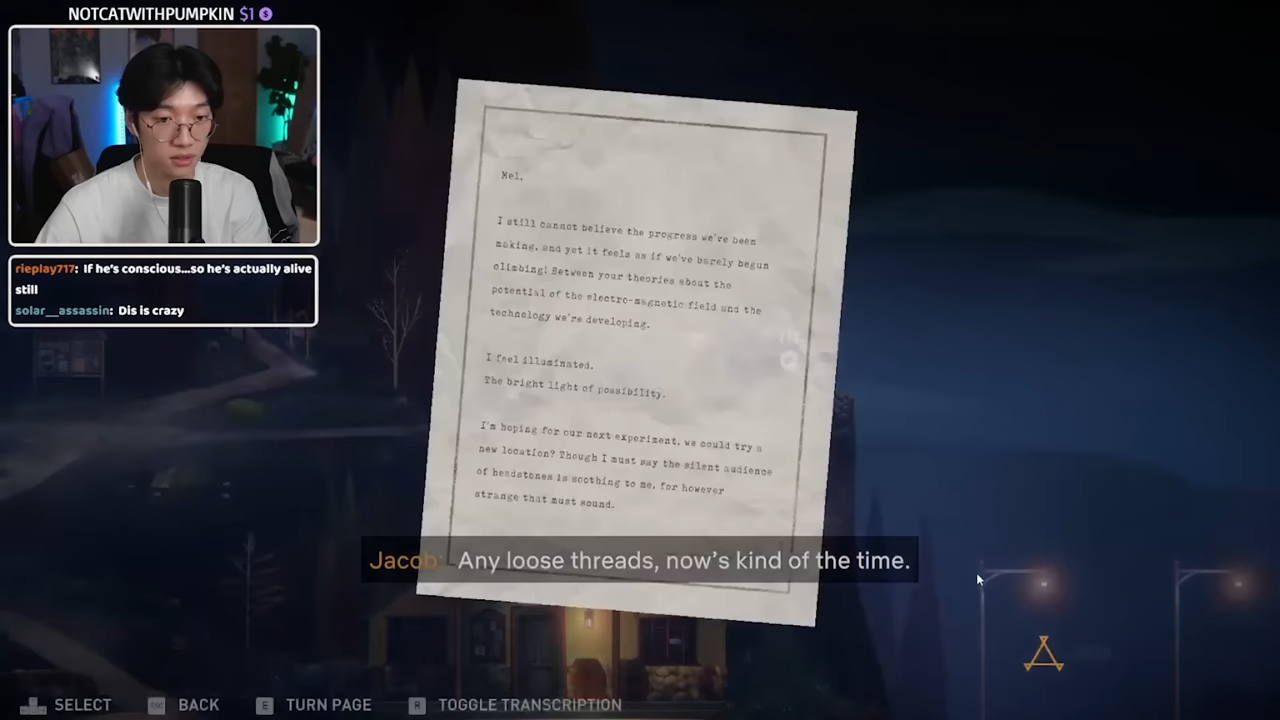 NOTCATWITHPUMPKIN $1
rieplay717: If he's conscious...so he's actually alive
still
solar__assassin: Dis is crazy
Mel,
I still cannot believe the progress we've been
making, and yet it feels as if we've barely begun
climbing! Between your theories about the
potential of the electro-magnetic field and the
technology we're developing.
I feel illuminated.
The bright light of possibility.
I'm hoping for our next experiment, we could try a
new location? Though I must say the silent audience
of headstones is soothing to me, for however
strange that must sound.
Jacob: Any loose threads, now's kind of the time.
SELECT ESC BACK E TURN PAGE R TOGGLE TRANSCRIPTION